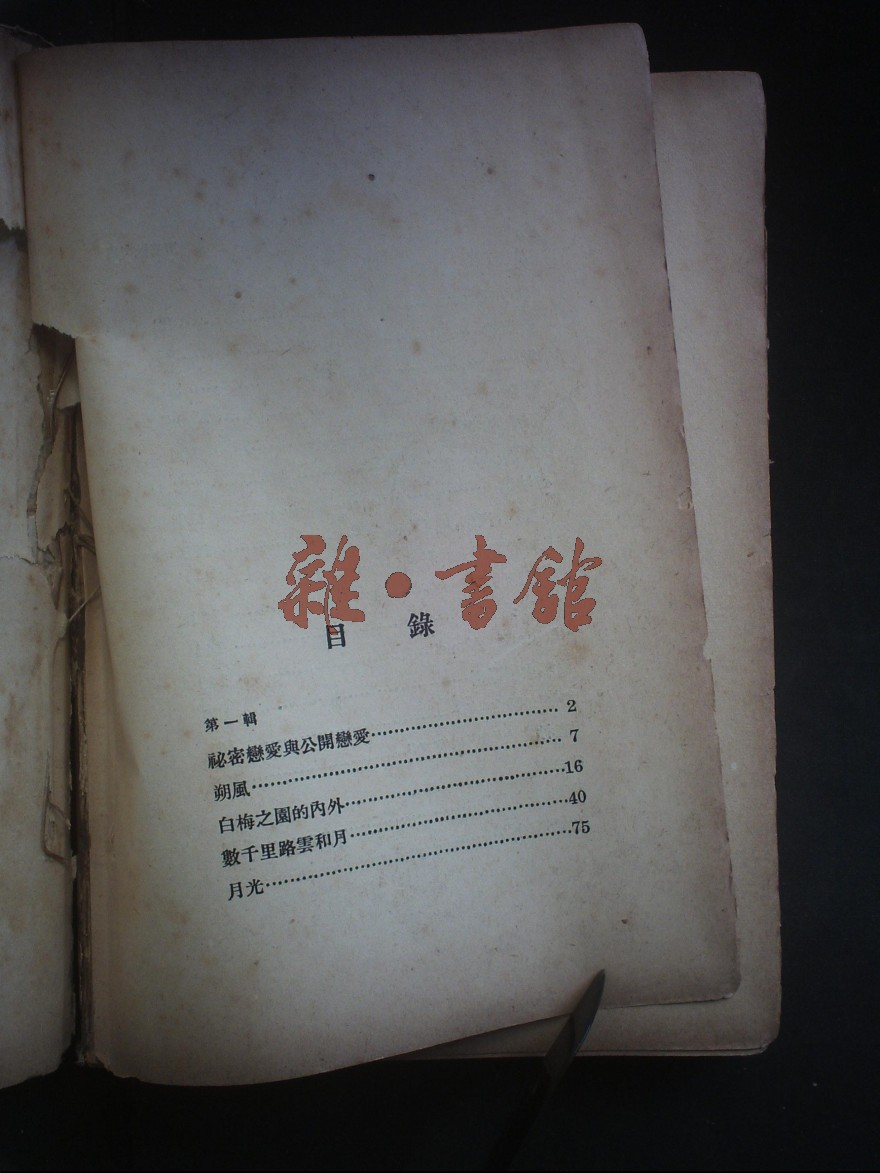 雜·書館
目錄
第一輯
祕密戀愛與公開戀愛……………………………2
朔風……………………………7
白梅之園的內外……………………………16
數千里路雲和月……………………………40
月光……………………………75